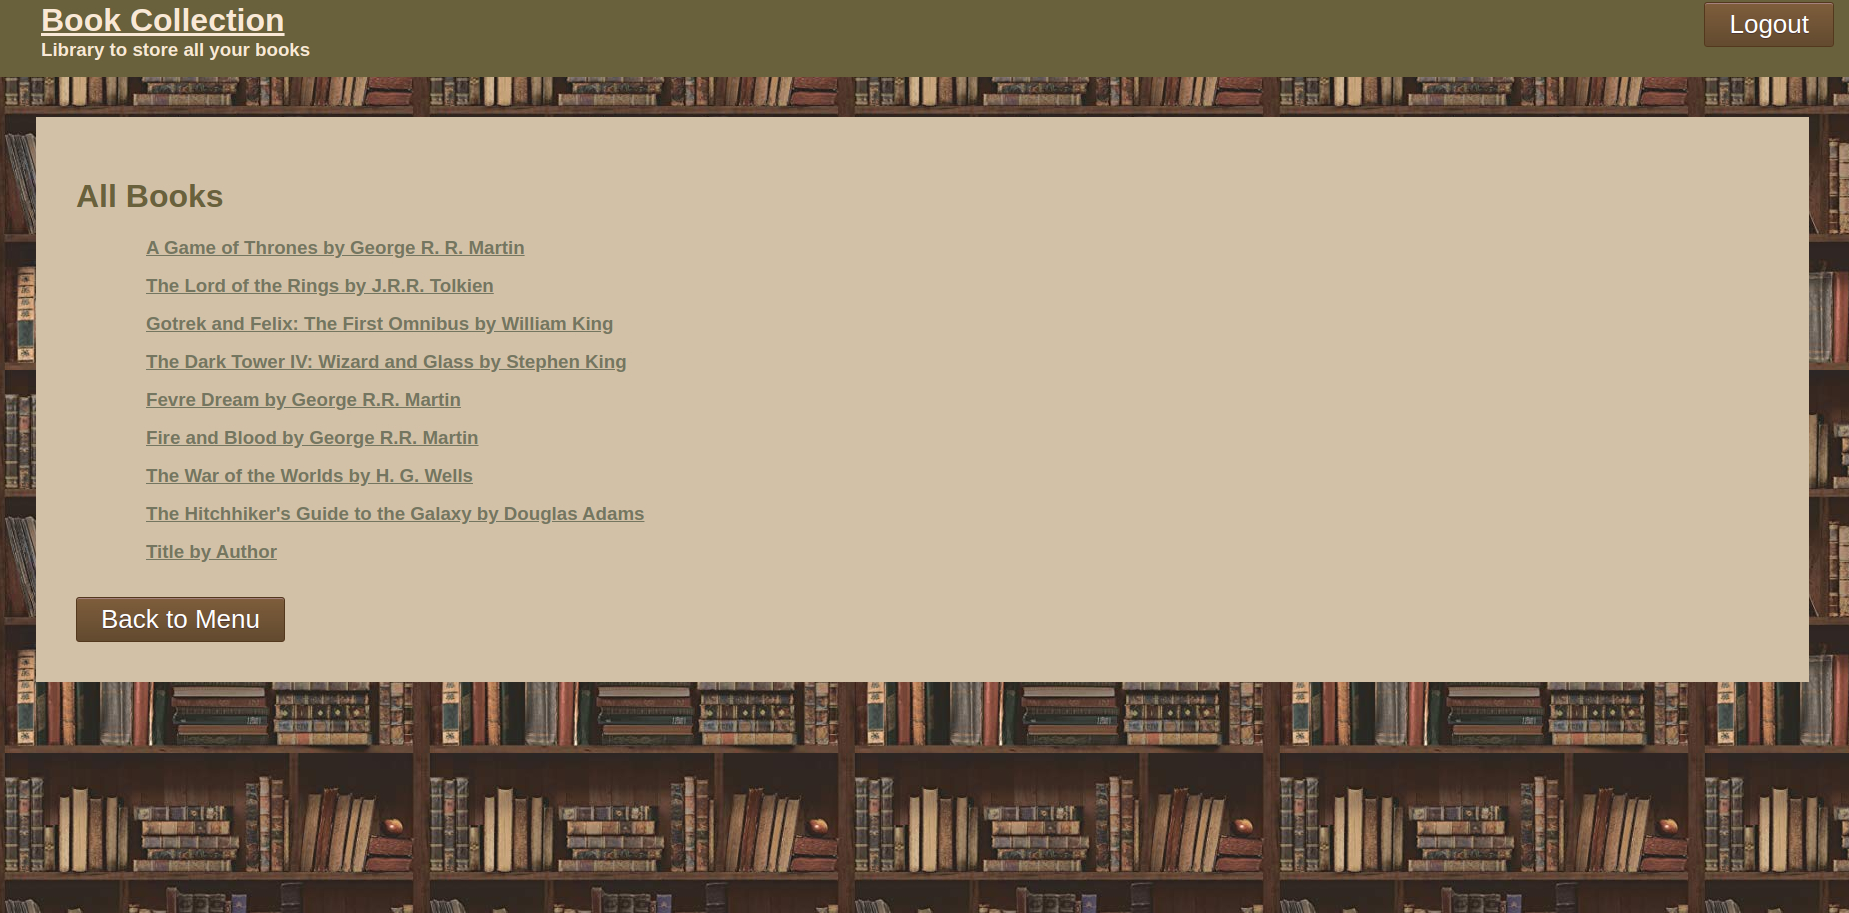 Book Collection
Library to store all your books
Logout
All Books
A Game of Thrones by George R. R. Martin
The Lord of the Rings by J.R.R. Tolkien
Gotrek and Felix: The First Omnibus by William King
The Dark Tower IV: Wizard and Glass by Stephen King
Fevre Dream by George R.R. Martin
Fire and Blood by George R.R. Martin
The War of the Worlds by H. G. Wells
The Hitchhiker's Guide to the Galaxy by Douglas Adams
Title by Author
Back to Menu